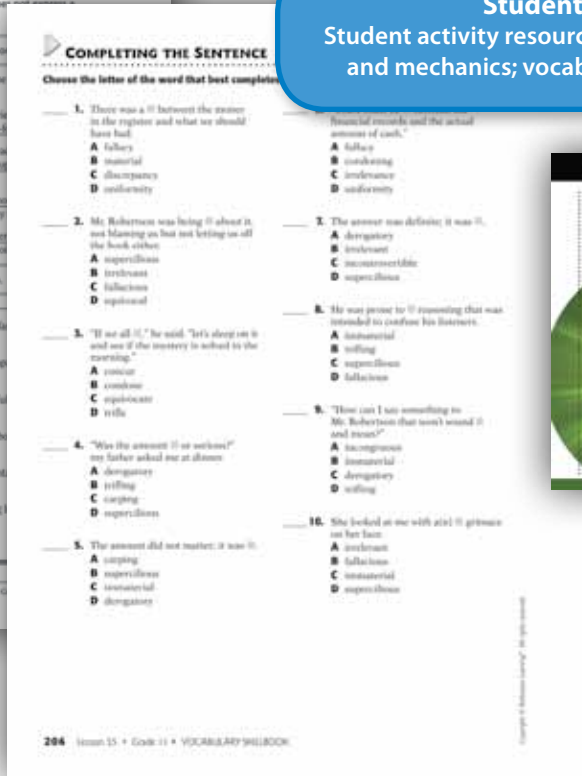 Student
Student activity resourc
and mechanics; vocab
COMPLETING THE SENTENCE
Choose the letter of the word that best complete
1. There was a between the money
in the register and what we should
have had.
A fallacy
B material
C discrepancy
D uniformity
2. Mr. Robertson was being about it,
not blaming us but not letting us off
the hook either.
A supercilious
B irrelevant
C fallacious
D equivocal
3. "If we all ," he said, "let's sleep on it
and see if the mystery is solved in the
morning."
A concur
B condone
C equivocate
D trifle
4. "Was the amount or serious?"
my father asked me at dinner.
A derogatory
B trifling
C carping
D supercilious
5. The amount did not matter; it was .
A carping
B supercilious
C immaterial
D derogatory
financial records and the actual
amount of cash."
A fallacy
B condoning
C irrelevance
D uniformity
7. The answer was definite; it was .
A derogatory
B irrelevant
C incontrovertible
D supercilious
8. He was prone to reasoning that was
intended to confuse his listeners.
A immaterial
B trifling
C supercilious
D fallacious
9. "How can I say something to
Mr. Robertson that won't sound
and mean?"
A incongruous
B immaterial
C derogatory
D trifling
10. She looked at me with a(n) grimace
on her face.
A irrelevant
B fallacious
C immaterial
D supercilious
204 Lesson 35 • Grade 11 • VOCABULARY SKILLBOOK